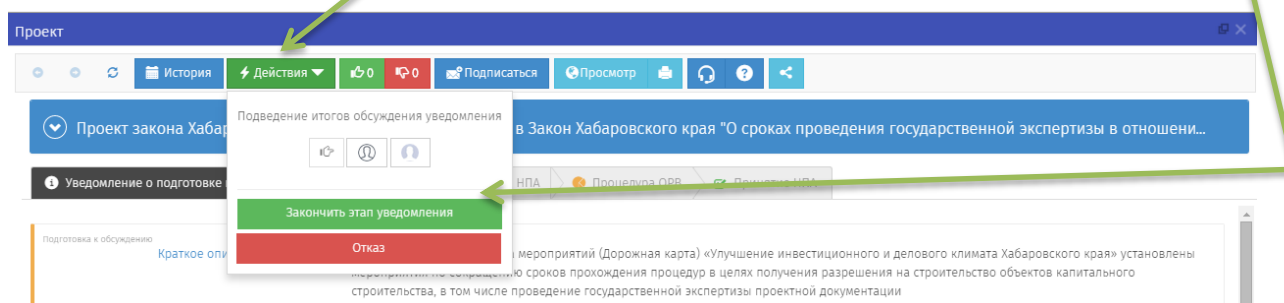 Проект
История Действия 0 0 Подписаться Просмотр
Проект закона Хабар в Закон Хабаровского края "О сроках проведения государственной экспертизы в отношени...
Подведение итогов обсуждения уведомления
Уведомление о подготовке НПА Процедура ОРВ Принятие НПА
Закончить этап уведомления
Отказ
Подготовка к обсуждению
Краткое опи мероприятий (Дорожная карта) «Улучшение инвестиционного и делового климата Хабаровского края» установлены
мероприятия по сокращению сроков прохождения процедур в целях получения разрешения на строительство объектов капитального
строительства, в том числе проведение государственной экспертизы проектной документации